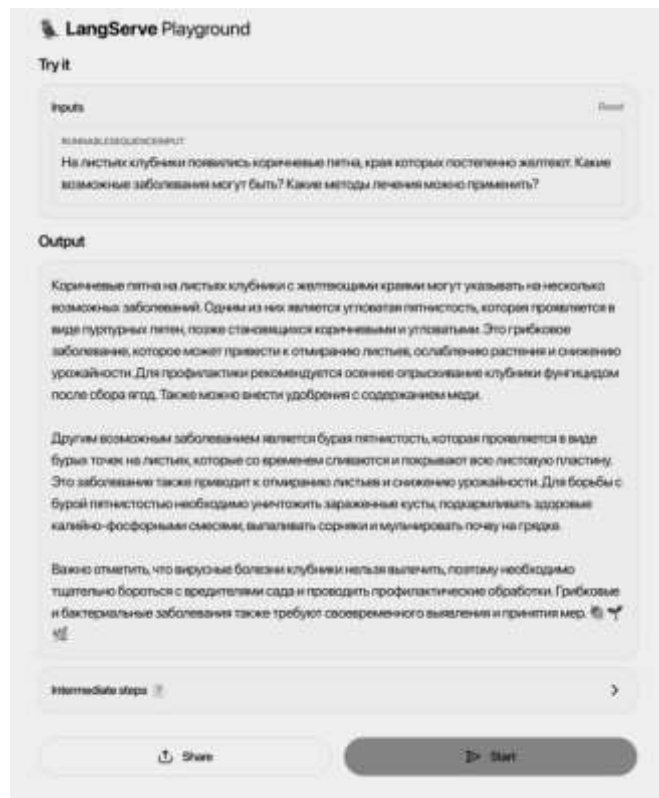 LangServe Playground
Try it
Inputs
Reset
RUNNABLESEQUENCEINPUT
На листьях клубники появились коричневые пятна, края которых постепенно желтеют. Какие
возможные заболевания могут быть? Какие методы лечения можно применить?
Output
Коричневые пятна на листьях клубники с желтеющими краями могут указывать на несколько
возможных заболеваний. Одним из них является угловатая пятнистость, которая проявляется в
виде пурпурных пятен, позже становящихся коричневыми и угловатыми. Это грибковое
заболевание, которое может привести к отмиранию листьев, ослаблению растения и снижению
урожайности. Для профилактики рекомендуется осеннее опрыскивание клубники фунгицидом
после сбора ягод. Также можно внести удобрения с содержанием меди.
Другим возможным заболеванием является бурая пятнистость, которая проявляется в виде
бурых точек на листьях, которые со временем сливаются и покрывают всю листовую пластину.
Это заболевание также приводит к отмиранию листьев и снижению урожайности. Для борьбы с
бурой пятнистостью необходимо уничтожить зараженные кусты, подкармливать здоровые
калийно-фосфорными смесями, выпалывать сорняки и мульчировать почву на грядке.
Важно отметить, что вирусные болезни клубники нельзя вылечить, поэтому необходимо
тщательно бороться с вредителями сада и проводить профилактические обработки. Грибковые
и бактериальные заболевания также требуют своевременного выявления и принятия мер.
Intermediate steps 7
Share
Start